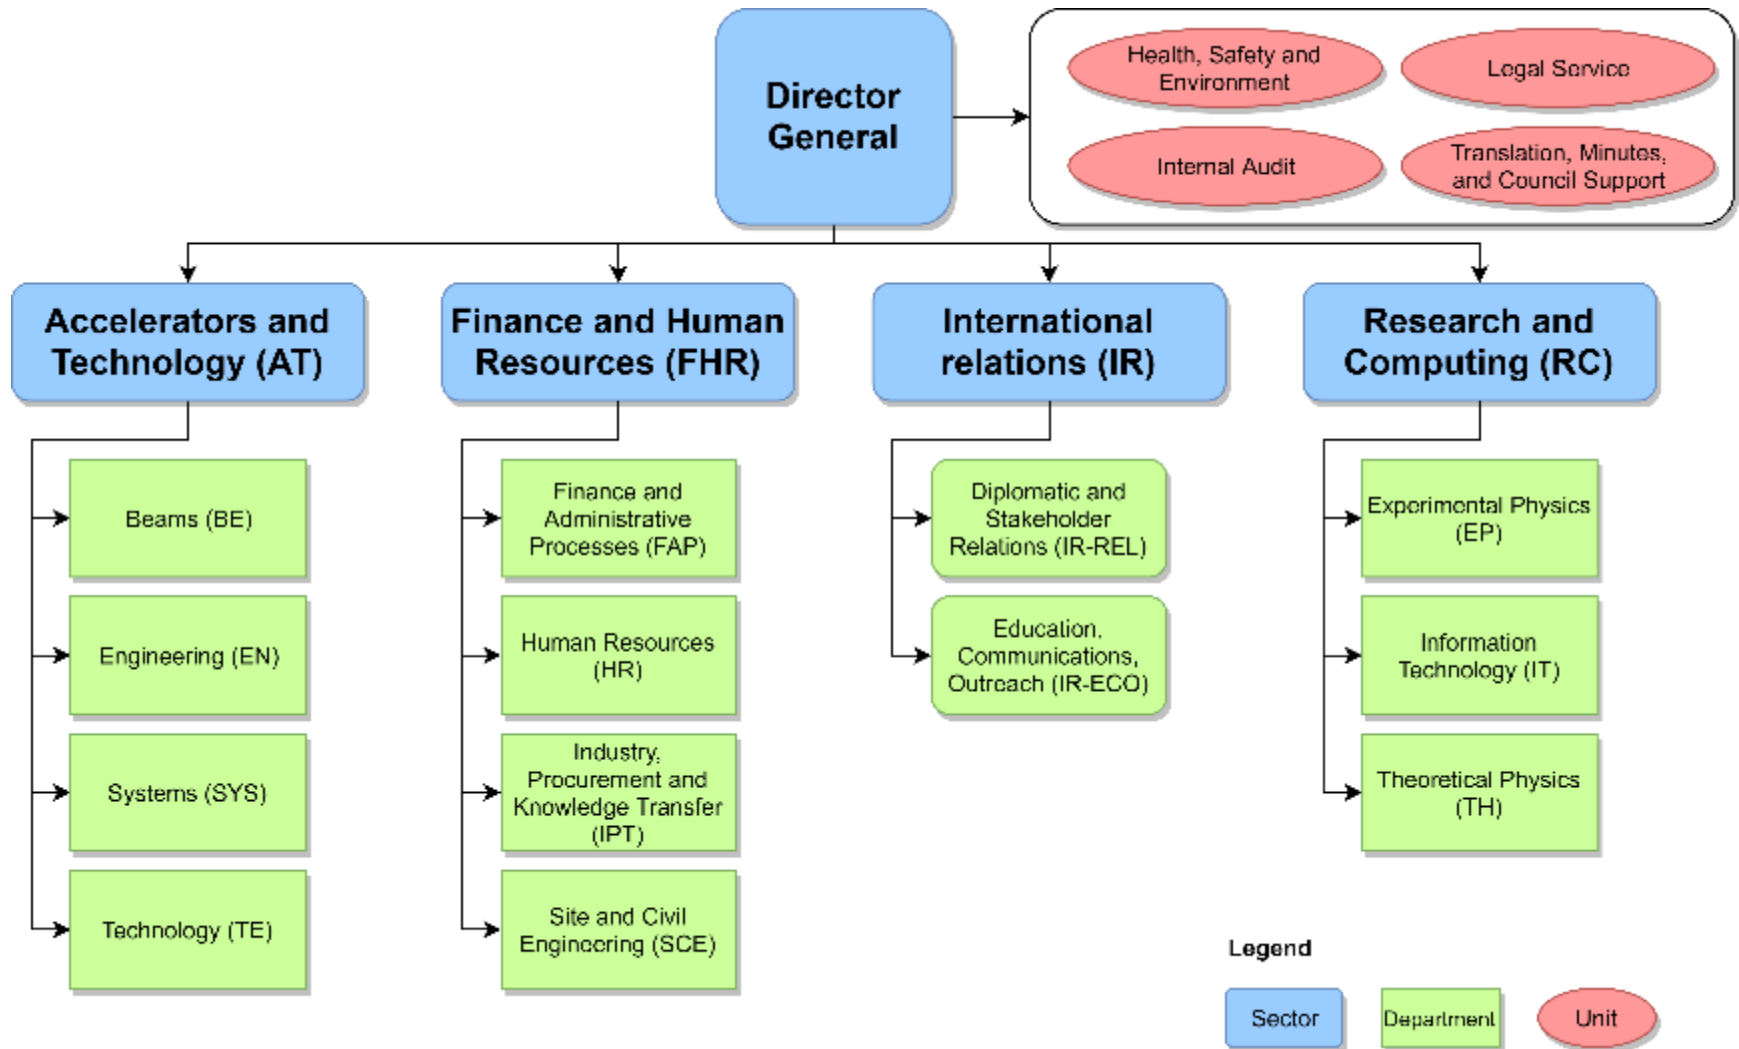 Director
General
Health, Safety and
Environment
Legal Service
Internal Audit
Translation, Minutes,
and Council Support
Accelerators and
Technology (AT)
Finance and Human
Resources (FHR)
International
relations (IR)
Research and
Computing (RC)
Beams (BE)
Engineering (EN)
Systems (SYS)
Technology (TE)
Finance and
Administrative
Processes (FAP)
Human Resources
(HR)
Industry,
Procurement and
Knowledge Transfer
(IPT)
Site and Civil
Engineering (SCE)
Diplomatic and
Stakeholder
Relations (IR-REL)
Education,
Communications,
Outreach (IR-ECO)
Experimental Physics
(EP)
Information
Technology (IT)
Theoretical Physics
(TH)
Legend
Sector
Department
Unit